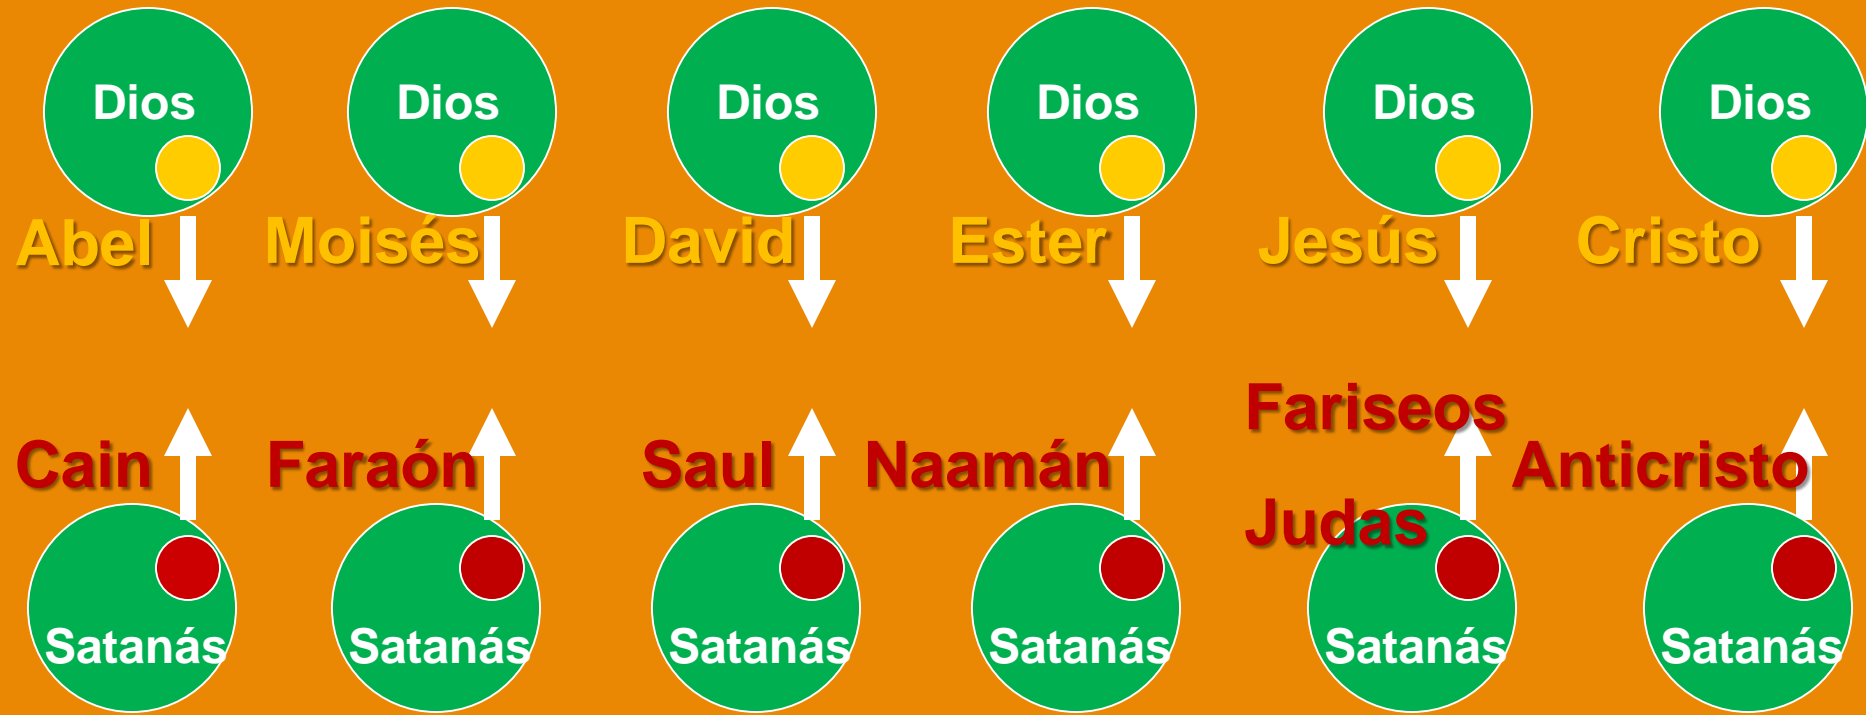 Dios Dios Dios Dios Dios Dios
Abel Moisés David Ester Jesús Cristo
Fariseos
Cain Faraón Saul Naamán Anticristo
Judas
Satanás Satanás Satanás Satanás Satanás Satanás